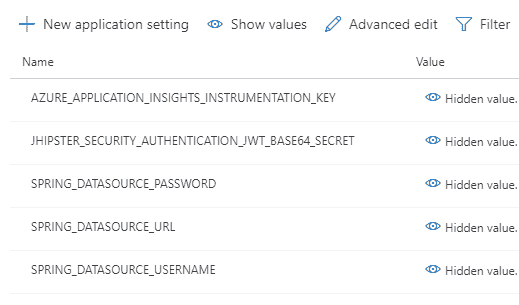 New application setting Show values Advanced edit Filter
Name Value
AZURE_APPLICATION_INSIGHTS_INSTRUMENTATION_KEY Hidden value.
JHIPSTER_SECURITY_AUTHENTICATION_JWT_BASE64_SECRET Hidden value.
SPRING_DATASOURCE_PASSWORD Hidden value.
SPRING_DATASOURCE_URL Hidden value.
SPRING_DATASOURCE_USERNAME Hidden value.